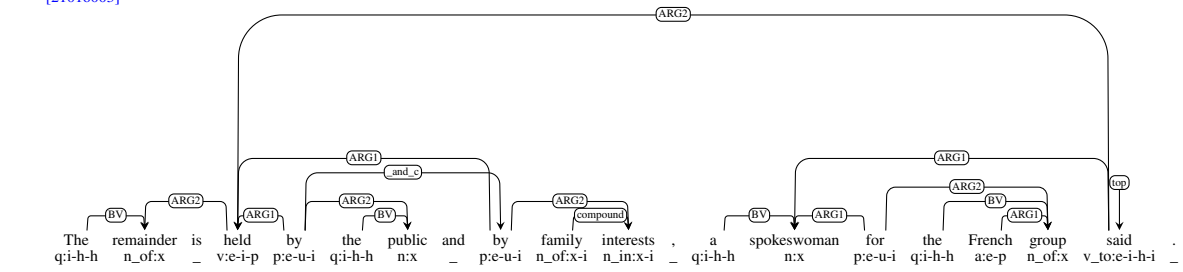 ARG2
ARG1 ARG1
_and_c top
ARG2 ARG2 ARG2 ARG2 BV
BV ARG1 BV compound BV ARG1 ARG1
The remainder is held by the public and by family interests , a spokeswoman for the French group said .
q:i-h-h n_of:x _ v:e-i-p p:e-u-i q:i-h-h n:x _ p:e-u-i n_of:x-i n_in:x-i _ q:i-h-h n:x p:e-u-i q:i-h-h a:e-p n_of:x v_to:e-i-h-i _